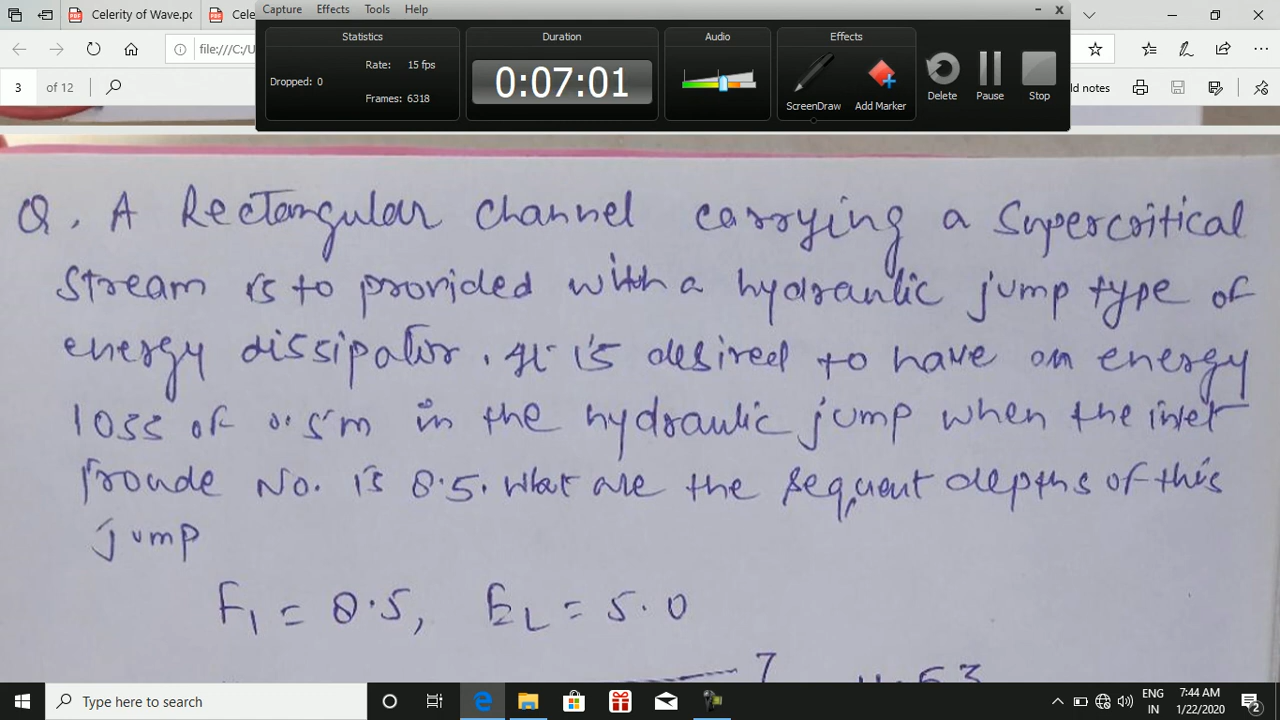 Celerity of Wave.pdf
Cele
Capture Effects Tools Help
file:///C:/U
of 12
Statistics
Dropped: 0
Rate: 15 fps
Frames: 6318
Duration
0:07:01
Audio
Effects
ScreenDraw
Add Marker
Delete
Pause
Stop
dd notes
Q. A Rectangular channel carrying a Supercritical
stream is to provided with a hydraulic jump type of
energy dissipator. It is desired to have an energy
loss of 0.5m in the hydraulic jump when the inlet
froude No. is 8.5. What are the sequent depths of this
jump
F1 = 8.5, EL = 5.0
7
Type here to search
ENG
IN
7:44 AM
1/22/2020
2